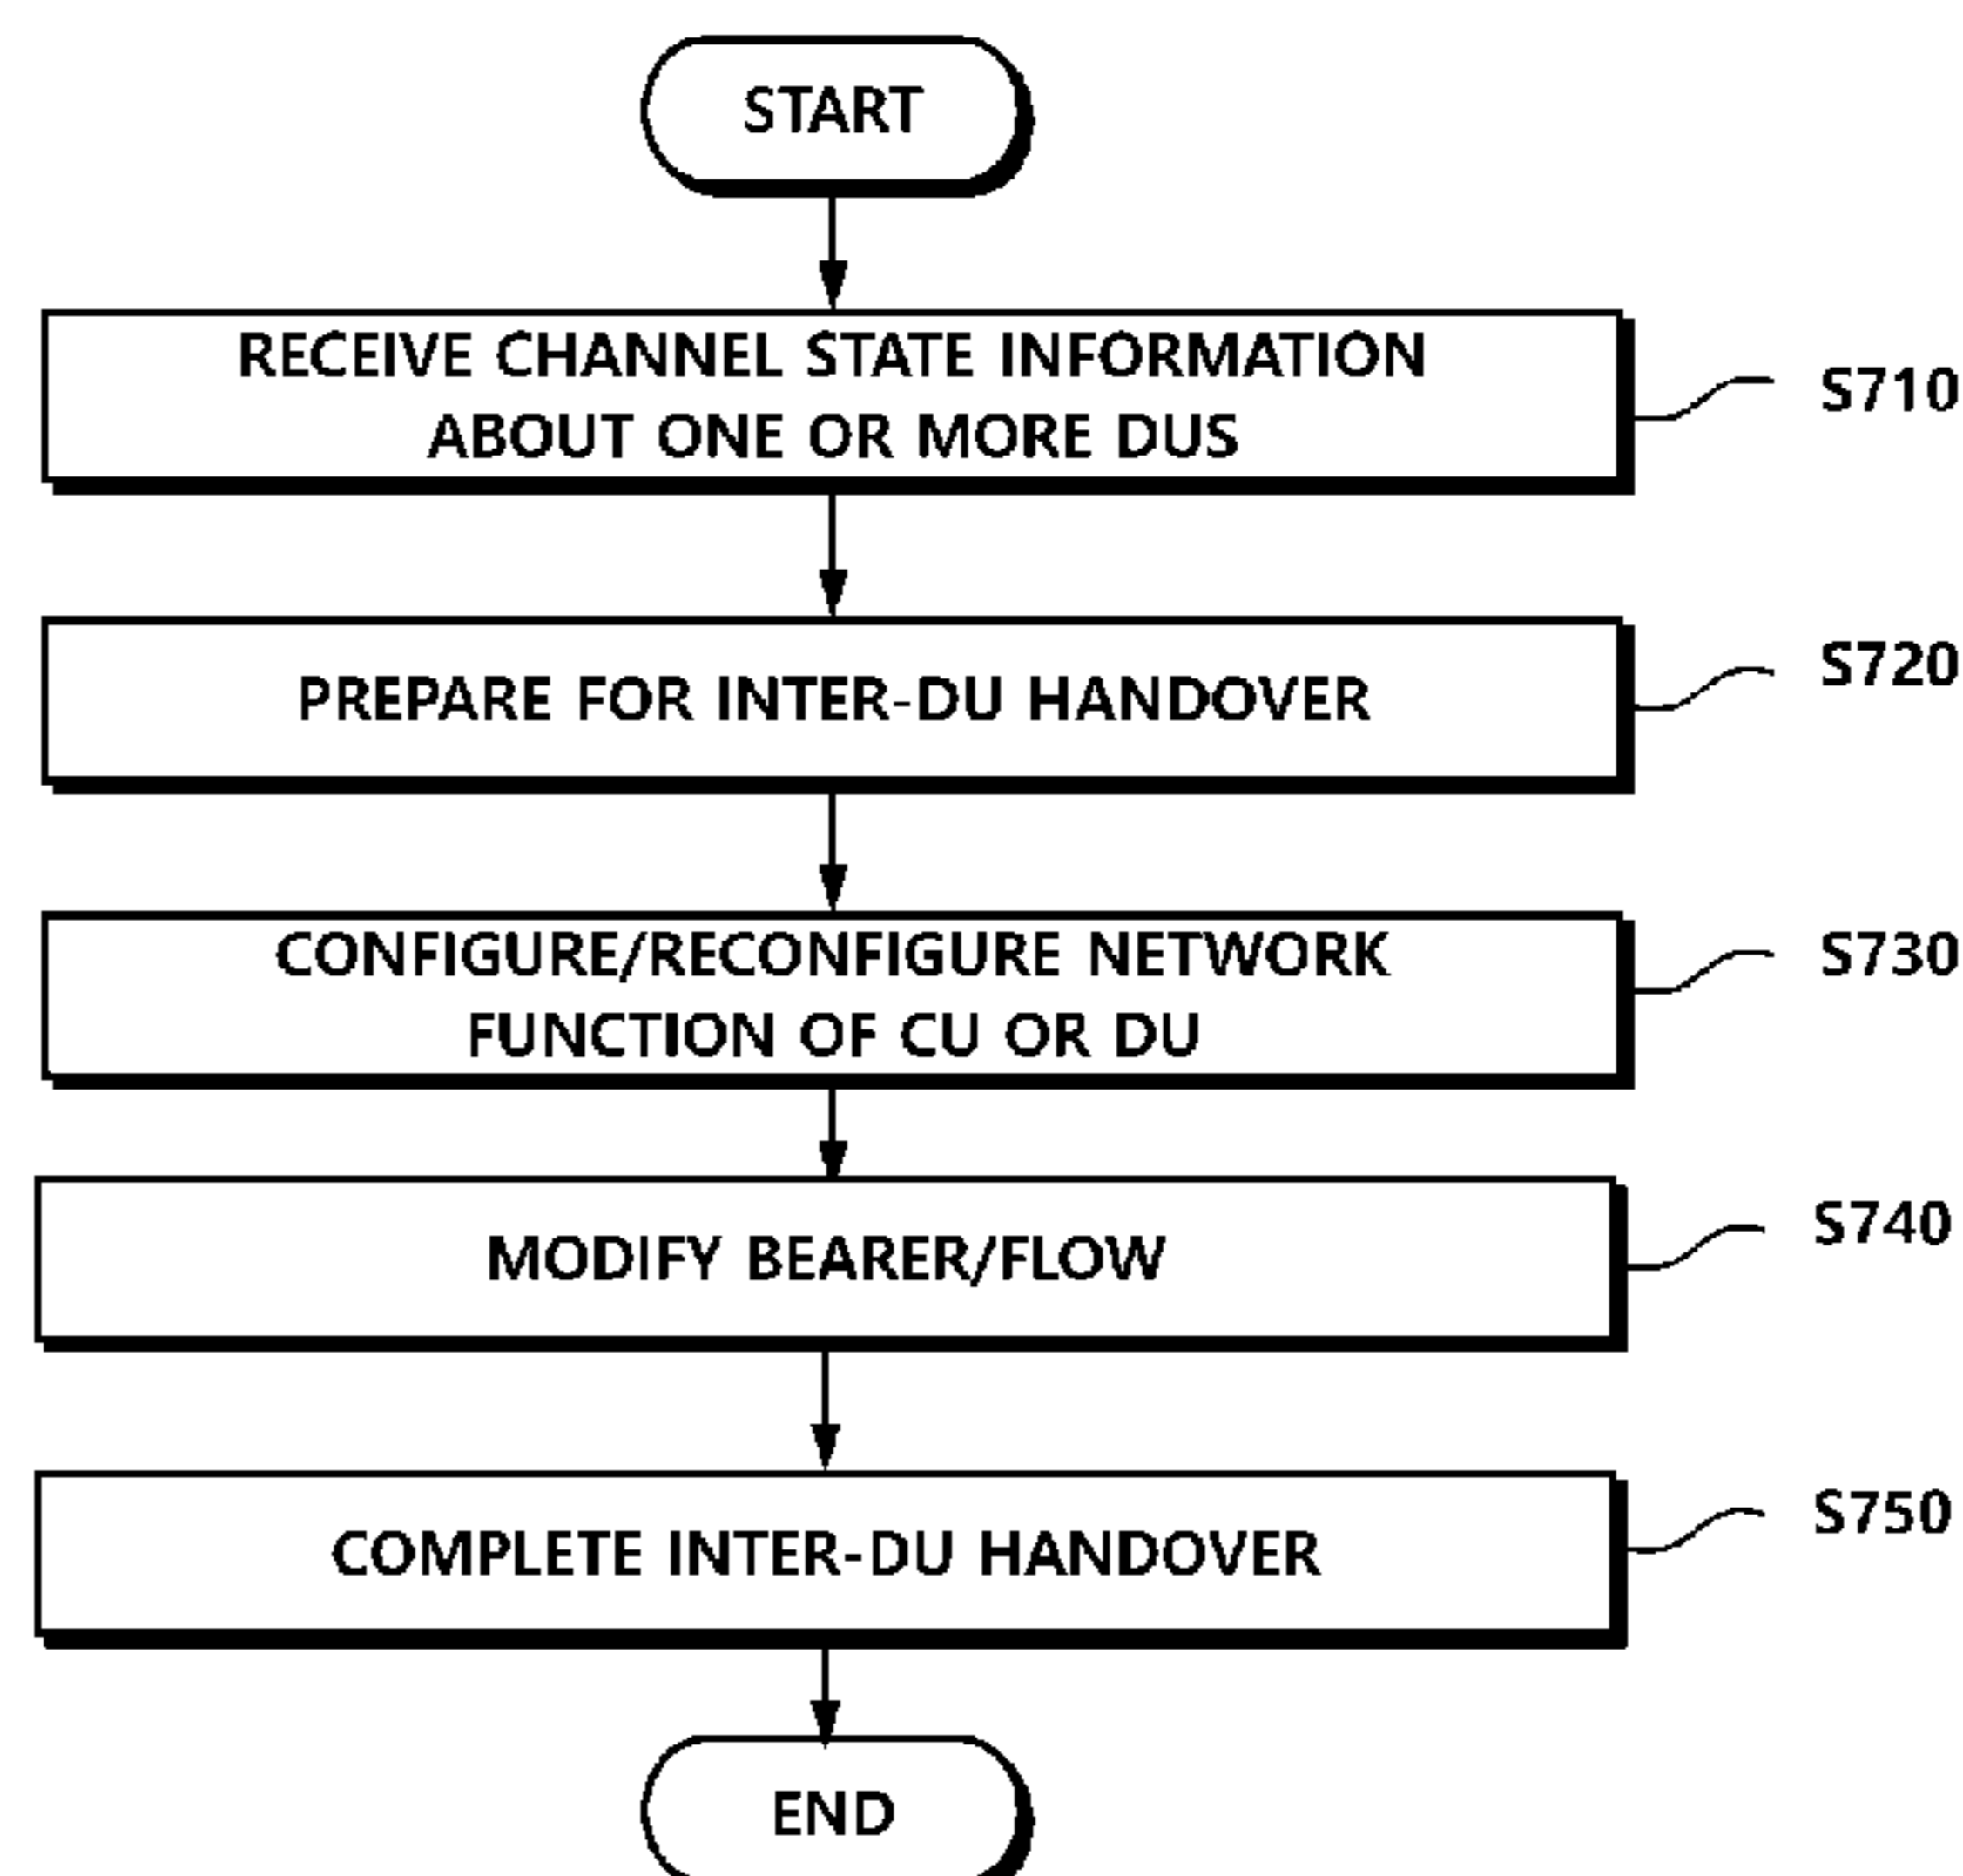 START
RECEIVE CHANNEL STATE INFORMATION
ABOUT ONE OR MORE DUS
S710
PREPARE FOR INTER-DU HANDOVER
S720
CONFIGURE/RECONFIGURE NETWORK
FUNCTION OF CU OR DU
S730
MODIFY BEARER/FLOW
S740
COMPLETE INTER-DU HANDOVER
S750
END